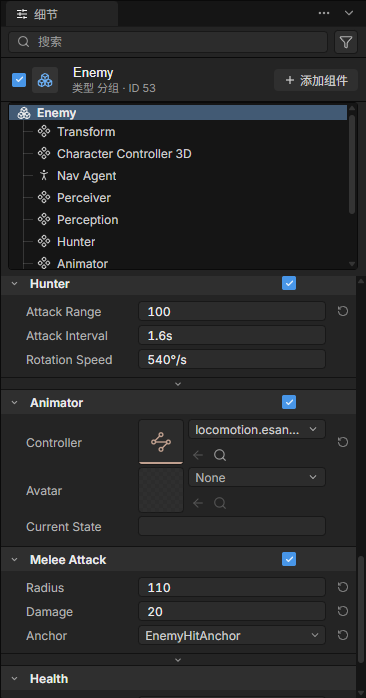 细节
搜索
Enemy
类型 分组 · ID 53
+ 添加组件
Enemy
Transform
Character Controller 3D
Nav Agent
Perceiver
Perception
Hunter
Animator
Hunter
Attack Range 100
Attack Interval 1.6s
Rotation Speed 540°/s
Animator
Controller locomotion.esan...
Avatar None
Current State
Melee Attack
Radius 110
Damage 20
Anchor EnemyHitAnchor
Health